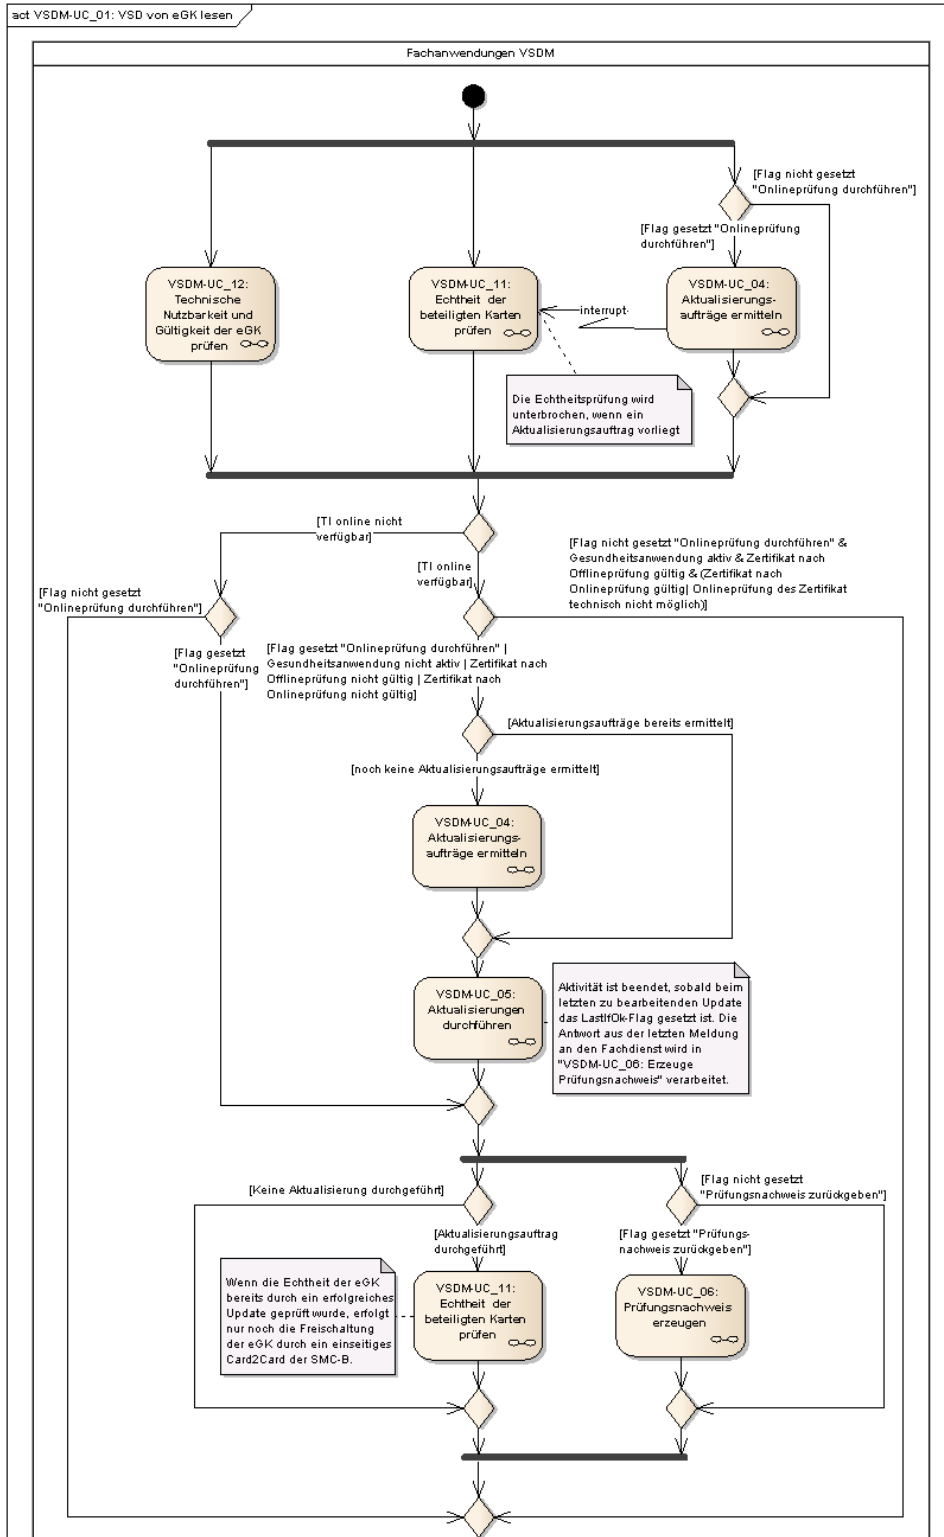 act VSDM-UC_01: VSD von eGK lesen
Fachanwendungen VSDM
[Flag nicht gesetzt
"Onlineprüfung durchführen"]
[Flag gesetzt "Onlineprüfung
durchführen"]
VSDM-UC_12:
Technische
Nutzbarkeit und
Gültigkeit der eGK
prüfen
VSDM-UC_11:
Echtheit der
beteiligten Karten
prüfen
interrupt
VSDM-UC_04:
Aktualisierungs-
aufträge ermitteln
Die Echtheitsprüfung wird
unterbrochen, wenn ein
Aktualisierungsauftrag vorliegt
[TI online nicht
verfügbar]
[TI online
verfügbar]
[Flag nicht gesetzt "Onlineprüfung durchführen" &
Gesundheitsanwendung aktiv & Zertifikat nach
Offlineprüfung gültig & (Zertifikat nach
Onlineprüfung gültig| Onlineprüfung des Zertifikat
technisch nicht möglich)]
[Flag nicht gesetzt
"Onlineprüfung durchführen"]
[Flag gesetzt
"Onlineprüfung
durchführen"]
[Flag gesetzt "Onlineprüfung durchführen" |
Gesundheitsanwendung nicht aktiv | Zertifikat nach
Offlineprüfung nicht gültig | Zertifikat nach
Onlineprüfung nicht gültig]
[Aktualisierungsaufträge bereits ermittelt]
[noch keine Aktualisierungsaufträge ermittelt]
VSDM-UC_04:
Aktualisierungs-
aufträge ermitteln
VSDM-UC_05:
Aktualisierungen
durchführen
Aktivität ist beendet, sobald beim
letzten zu bearbeitenden Update
das LastIfOk-Flag gesetzt ist. Die
Antwort aus der letzten Meldung
an den Fachdienst wird in
"VSDM-UC_06: Erzeuge
Prüfungsnachweis" verarbeitet.
[Keine Aktualisierung durchgeführt]
[Flag nicht gesetzt
"Prüfungsnachweis zurückgeben"]
[Aktualisierungsauftrag
durchgeführt]
[Flag gesetzt "Prüfungs-
nachweis zurückgeben"]
Wenn die Echtheit der eGK
bereits durch ein erfolgreiches
Update geprüft wurde, erfolgt
nur noch die Freischaltung
der eGK durch ein einseitiges
Card2Card der SMC-B.
VSDM-UC_11:
Echtheit der
beteiligten Karten
prüfen
VSDM-UC_06:
Prüfungsnachweis
erzeugen